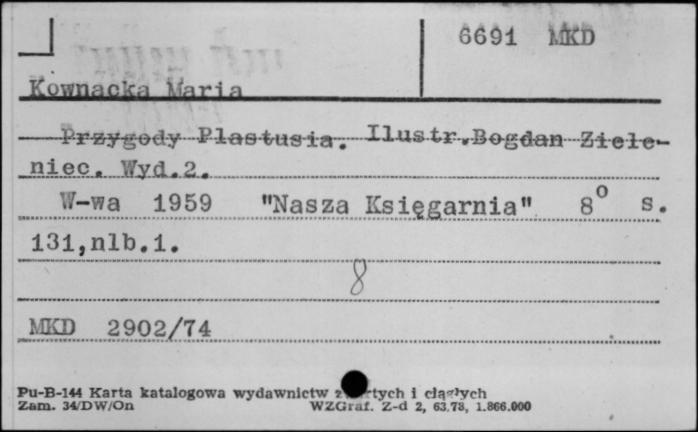 6691 MKD
Kownacka Maria
Przygody Plastusia. Ilustr.Bogdan Ziele-
niec. Wyd.2.
W-wa 1959 "Nasza Księgarnia" 8° s.
131,nlb.1.
8
MKD 2902/74
Pu-B-144 Karta katalogowa wydawnictw i ciągłych
Zam. 34/DW/On WZGraf. Z-d 2, 63.73, 1.866.000